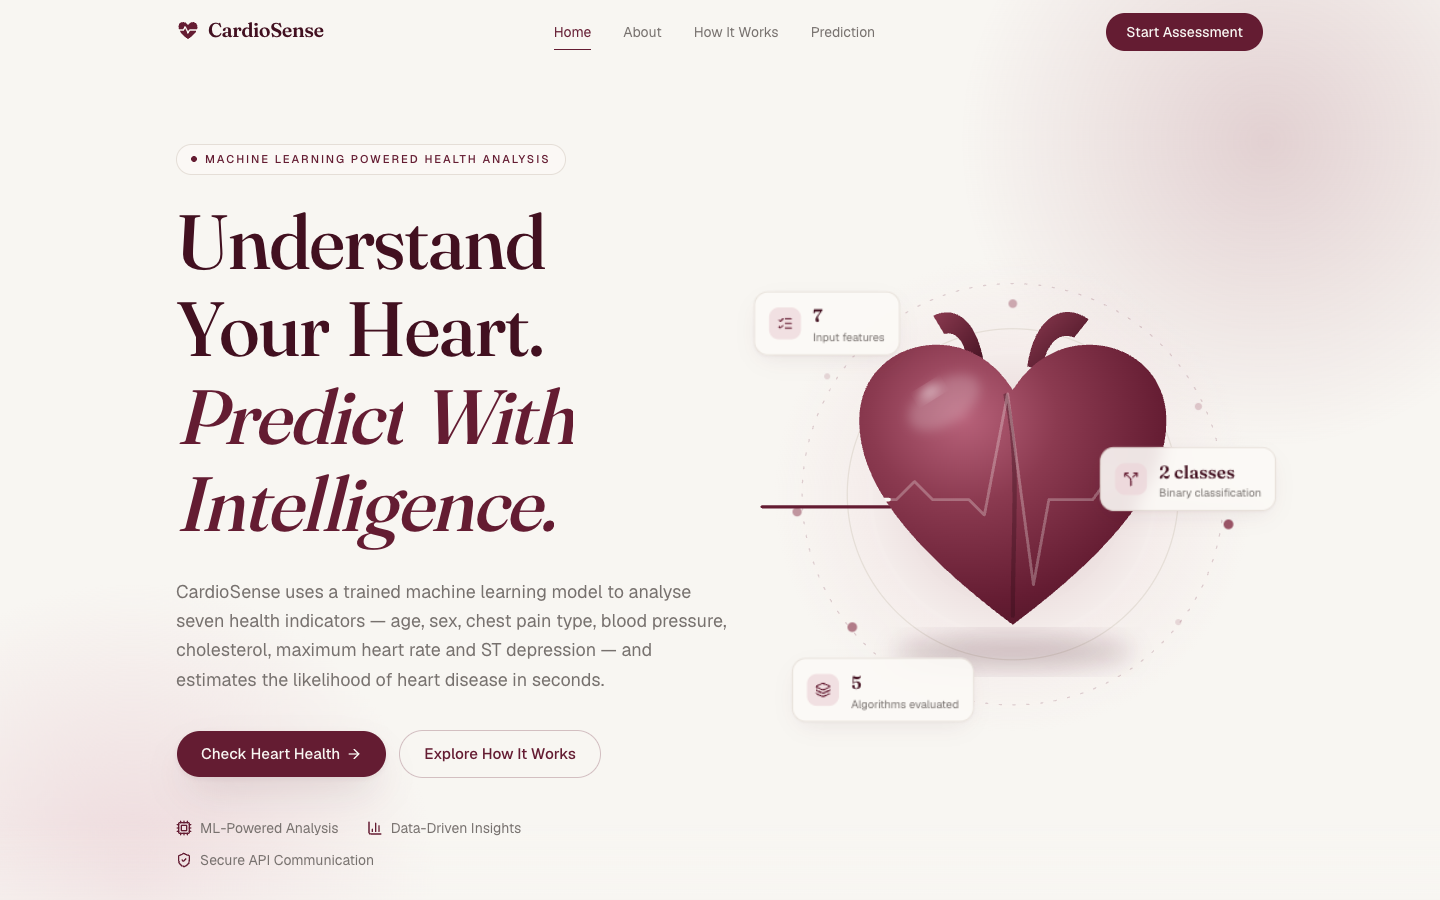 CardioSense
Home
About
How It Works
Prediction
Start Assessment
MACHINE LEARNING POWERED HEALTH ANALYSIS
Understand
Your Heart.
Predict With
Intelligence.
CardioSense uses a trained machine learning model to analyse
seven health indicators — age, sex, chest pain type, blood pressure,
cholesterol, maximum heart rate and ST depression — and
estimates the likelihood of heart disease in seconds.
Check Heart Health →
Explore How It Works
ML-Powered Analysis
Data-Driven Insights
Secure API Communication
7
Input features
2 classes
Binary classification
5
Algorithms evaluated